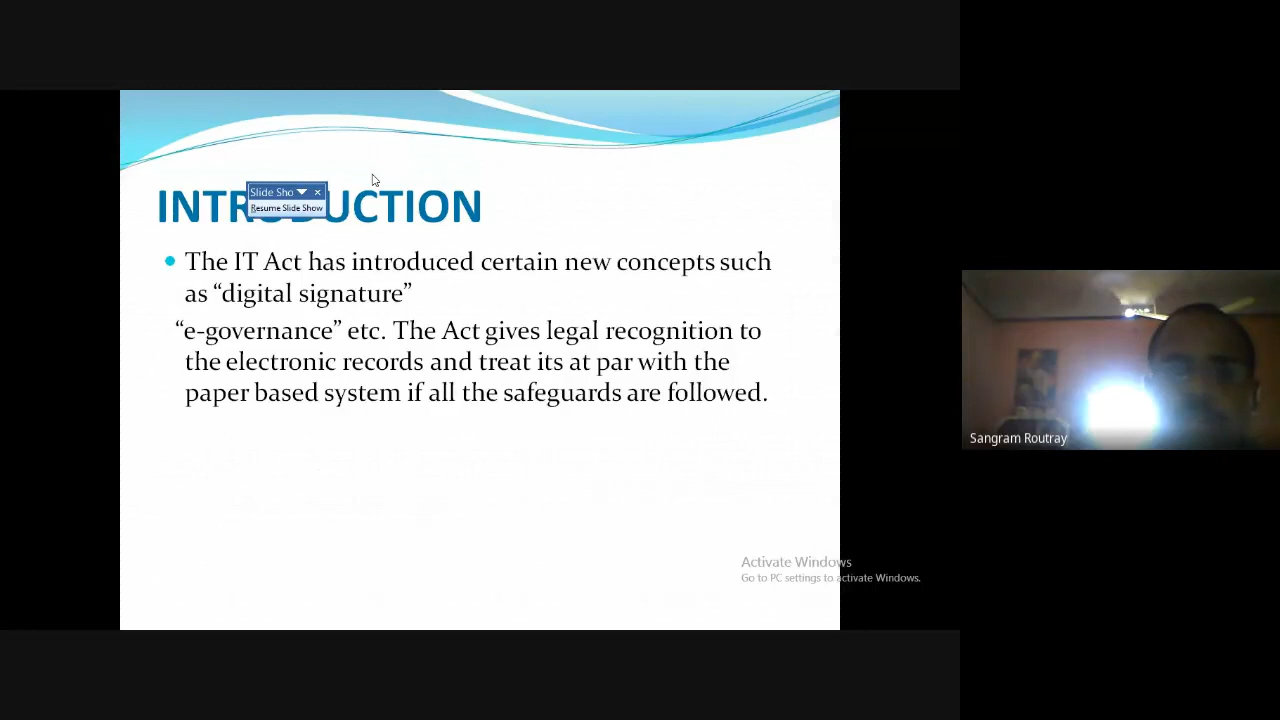 Slide Sho
Resume Slide Show
INTRODUCTION
The IT Act has introduced certain new concepts such
as “digital signature”
“e-governance” etc. The Act gives legal recognition to
the electronic records and treat its at par with the
paper based system if all the safeguards are followed.
Activate Windows
Go to PC settings to activate Windows.
Sangram Routray